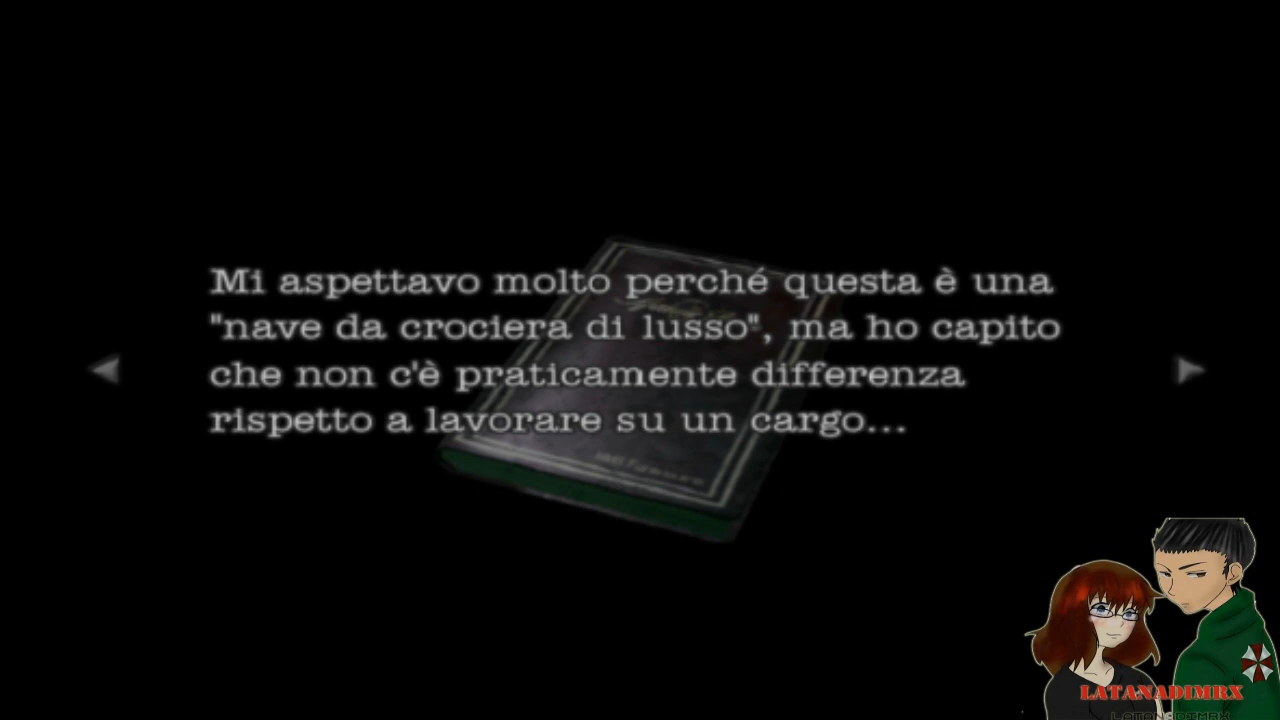 Mi aspettavo molto perché questa è una
"nave da crociera di lusso", ma ho capito
che non c'è praticamente differenza
rispetto a lavorare su un cargo...
LATANADIMRX
LATANADIMRX